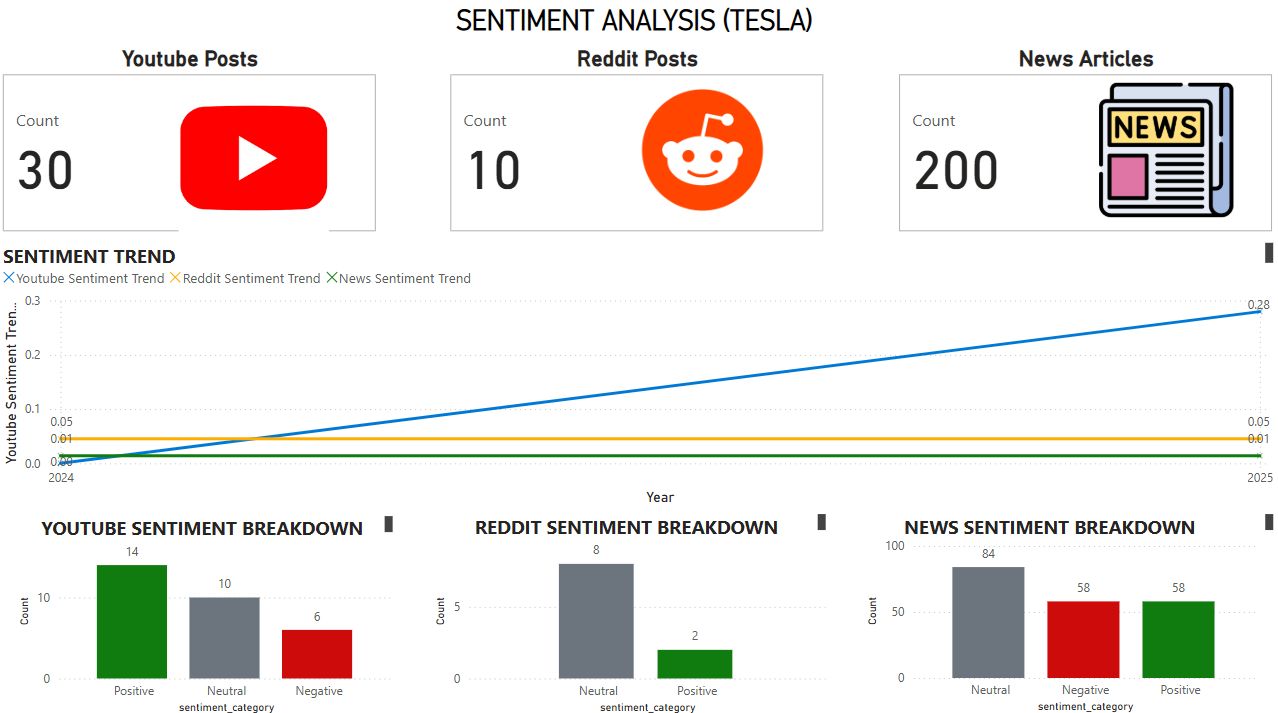 SENTIMENT ANALYSIS (TESLA)
Youtube Posts
Reddit Posts
News Articles
Count
30
Count
10
Count
200
NEWS
SENTIMENT TREND
Youtube Sentiment Trend Reddit Sentiment Trend News Sentiment Trend
Youtube Sentiment Tren...
0.3
0.2
0.1
0.0
0.05
0.01
0.00
0.28
0.05
0.01
2024
2025
Year
YOUTUBE SENTIMENT BREAKDOWN
Count
10
0
14
10
6
Positive
Neutral
Negative
sentiment_category
REDDIT SENTIMENT BREAKDOWN
Count
5
0
8
2
Neutral
Positive
sentiment_category
NEWS SENTIMENT BREAKDOWN
Count
100
50
0
84
58
58
Neutral
Negative
Positive
sentiment_category